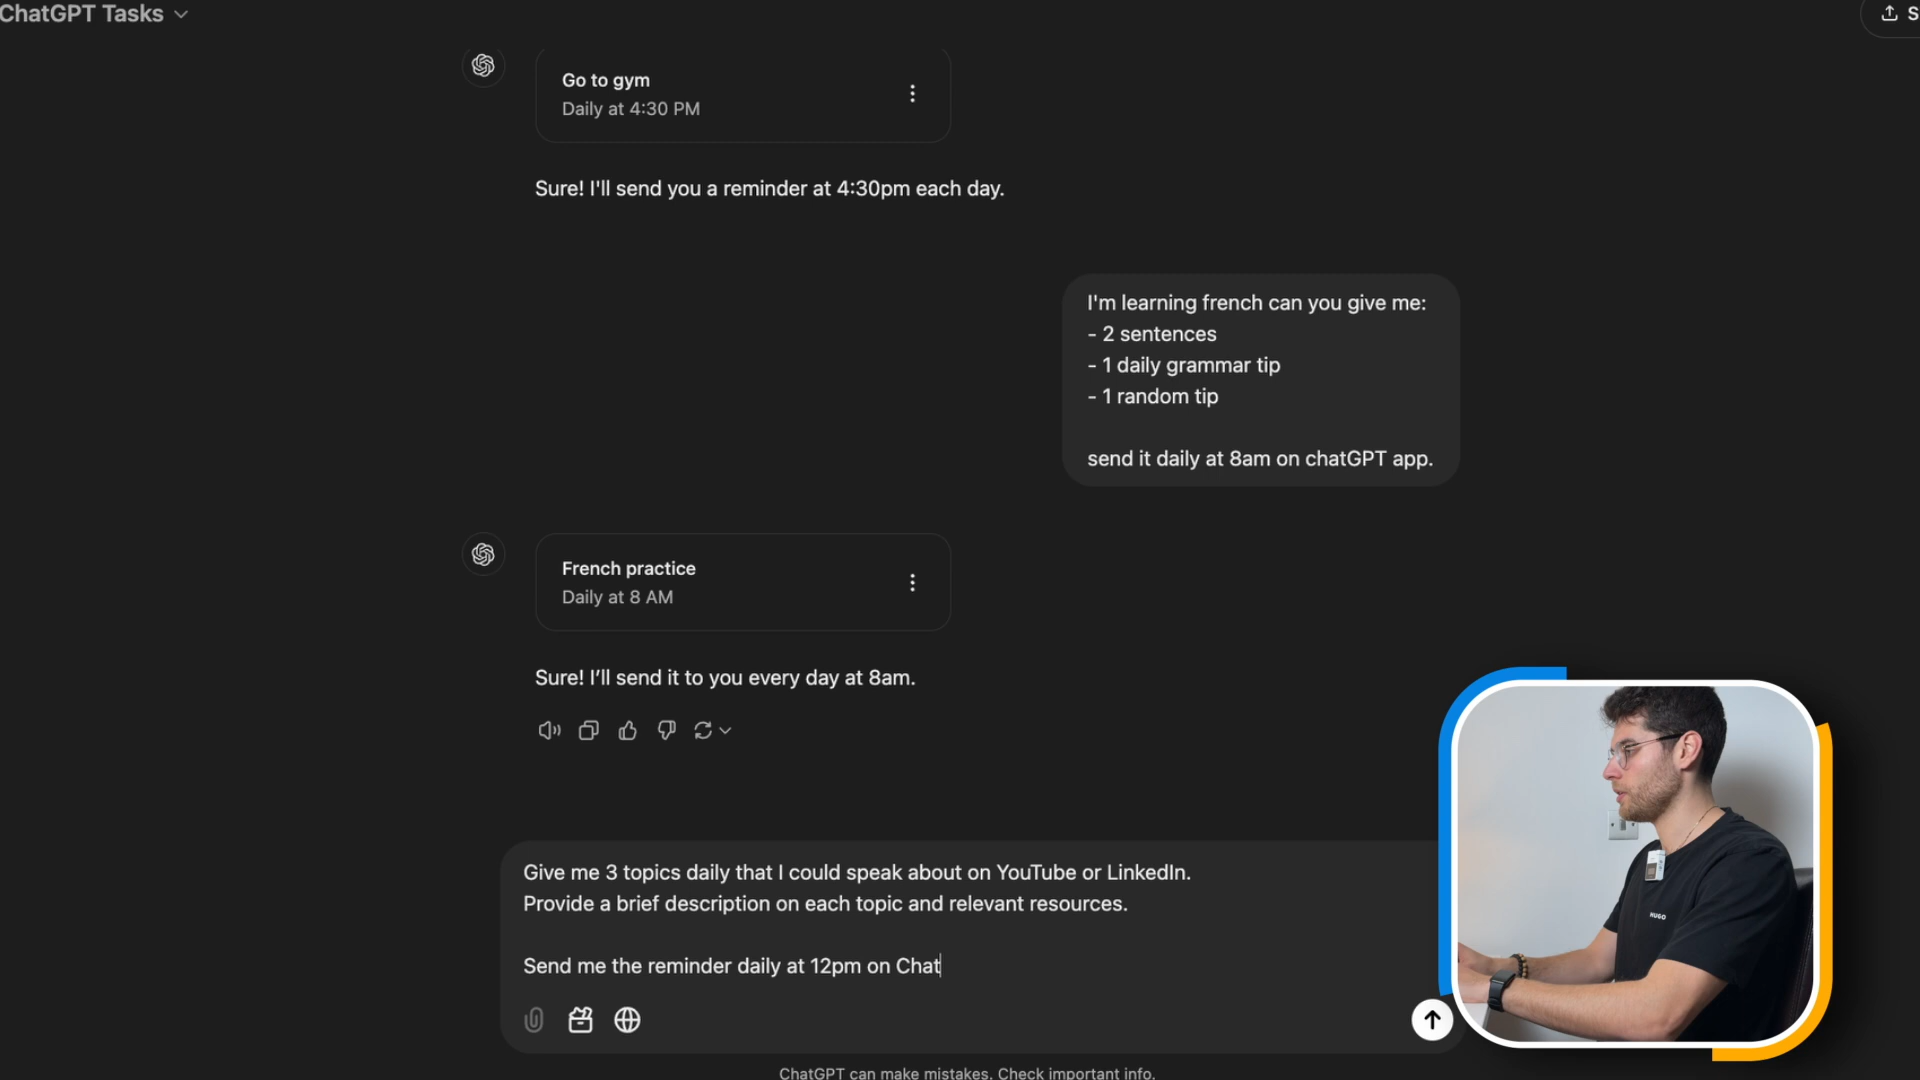 ChatGPT Tasks
Go to gym
Daily at 4:30 PM
Sure! I'll send you a reminder at 4:30pm each day.
I'm learning french can you give me:
- 2 sentences
- 1 daily grammar tip
- 1 random tip
send it daily at 8am on chatGPT app.
French practice
Daily at 8 AM
Sure! I’ll send it to you every day at 8am.
Give me 3 topics daily that I could speak about on YouTube or LinkedIn.
Provide a brief description on each topic and relevant resources.
Send me the reminder daily at 12pm on Chat
HUGO
ChatGPT can make mistakes. Check important info.